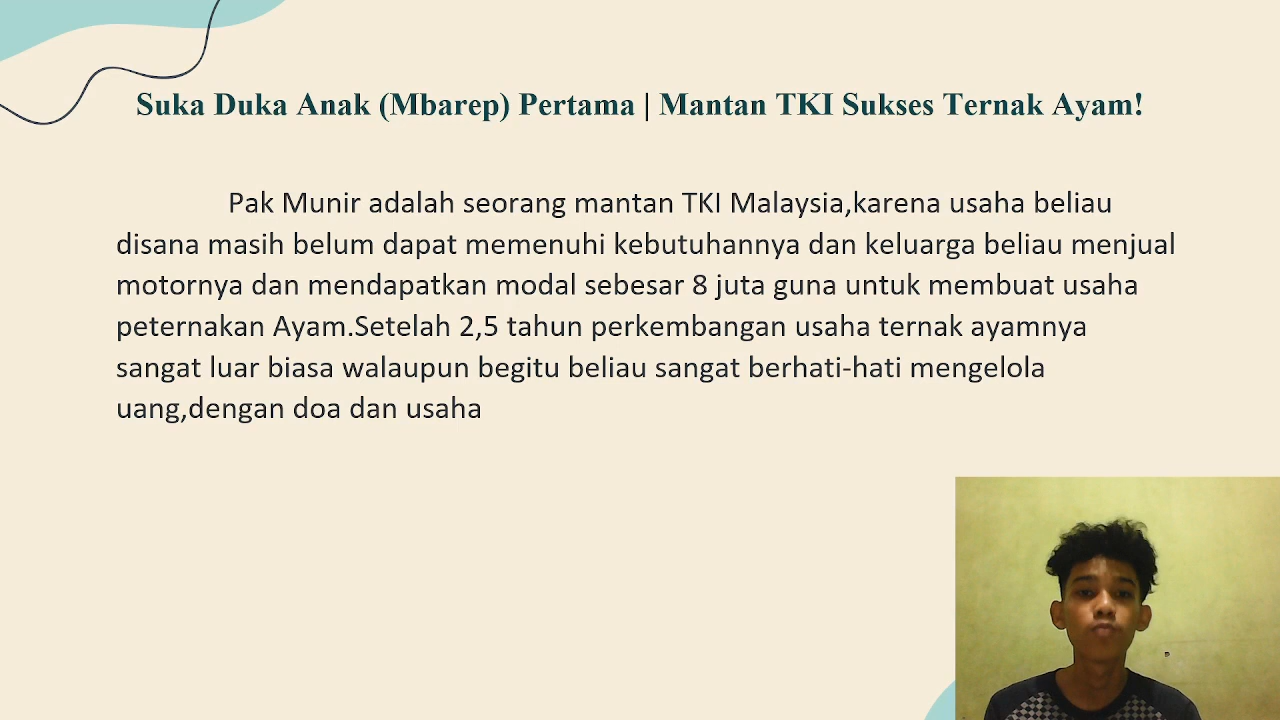 Suka Duka Anak (Mbarep) Pertama | Mantan TKI Sukses Ternak Ayam!
Pak Munir adalah seorang mantan TKI Malaysia,karena usaha beliau
disana masih belum dapat memenuhi kebutuhannya dan keluarga beliau menjual
motornya dan mendapatkan modal sebesar 8 juta guna untuk membuat usaha
peternakan Ayam.Setelah 2,5 tahun perkembangan usaha ternak ayamnya
sangat luar biasa walaupun begitu beliau sangat berhati-hati mengelola
uang,dengan doa dan usaha